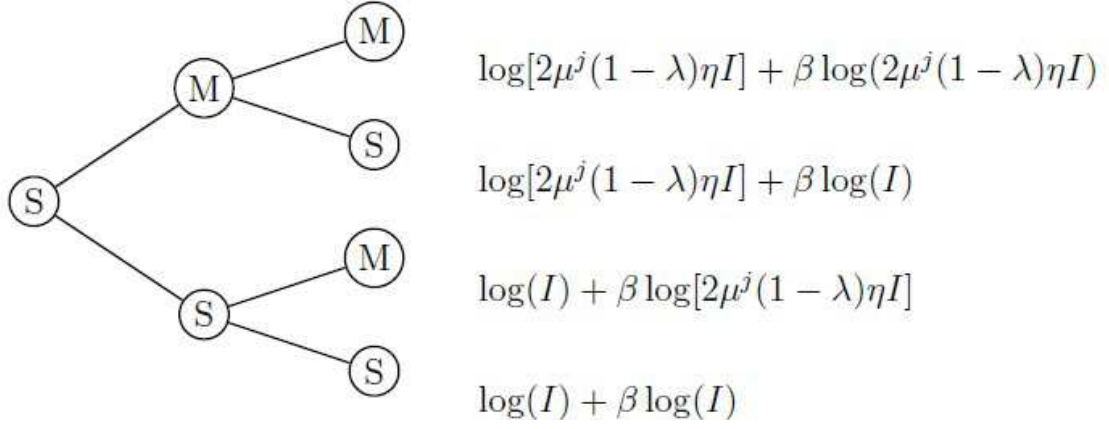 M
log[2μ^j(1 − λ)ηI] + β log(2μ^j(1 − λ)ηI)
M
S
log[2μ^j(1 − λ)ηI] + β log(I)
S
M
log(I) + β log[2μ^j(1 − λ)ηI]
S
S
log(I) + β log(I)